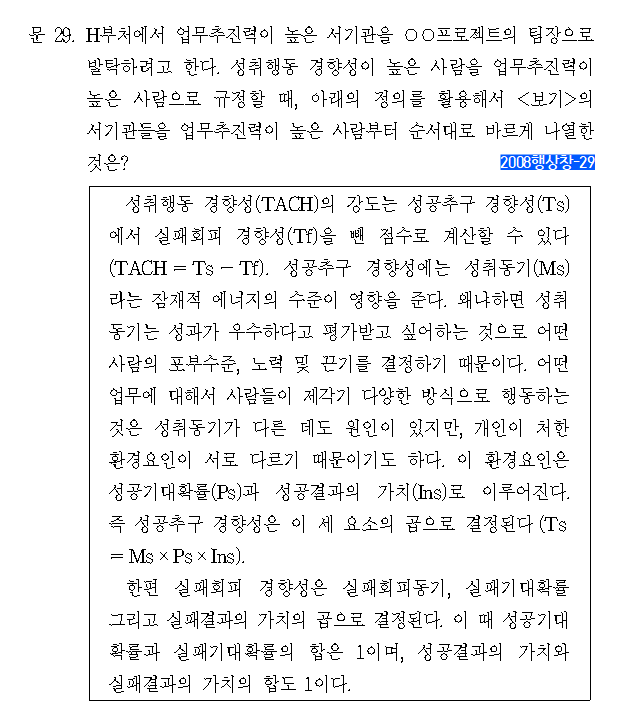 문 29. H부처에서 업무추진력이 높은 서기관을 ○○프로젝트의 팀장으로
발탁하려고 한다. 성취행동 경향성이 높은 사람을 업무추진력이
높은 사람으로 규정할 때, 아래의 정의를 활용해서 <보기>의
서기관들을 업무추진력이 높은 사람부터 순서대로 바르게 나열한
것은?
2008행상창-29
성취행동 경향성(TACH)의 강도는 성공추구 경향성(Ts)
에서 실패회피 경향성(Tf)을 뺀 점수로 계산할 수 있다
(TACH = Ts - Tf). 성공추구 경향성에는 성취동기(Ms)
라는 잠재적 에너지의 수준이 영향을 준다. 왜냐하면 성취
동기는 성과가 우수하다고 평가받고 싶어하는 것으로 어떤
사람의 포부수준, 노력 및 끈기를 결정하기 때문이다. 어떤
업무에 대해서 사람들이 제각기 다양한 방식으로 행동하는
것은 성취동기가 다른 데도 원인이 있지만, 개인이 처한
환경요인이 서로 다르기 때문이기도 하다. 이 환경요인은
성공기대확률(Ps)과 성공결과의 가치(Ins)로 이루어진다.
즉 성공추구 경향성은 이 세 요소의 곱으로 결정된다 (Ts
= Ms × Ps × Ins).
한편 실패회피 경향성은 실패회피동기, 실패기대확률
그리고 실패결과의 가치의 곱으로 결정된다. 이 때 성공기대
확률과 실패기대확률의 합은 1이며, 성공결과의 가치와
실패결과의 가치의 합도 1이다.